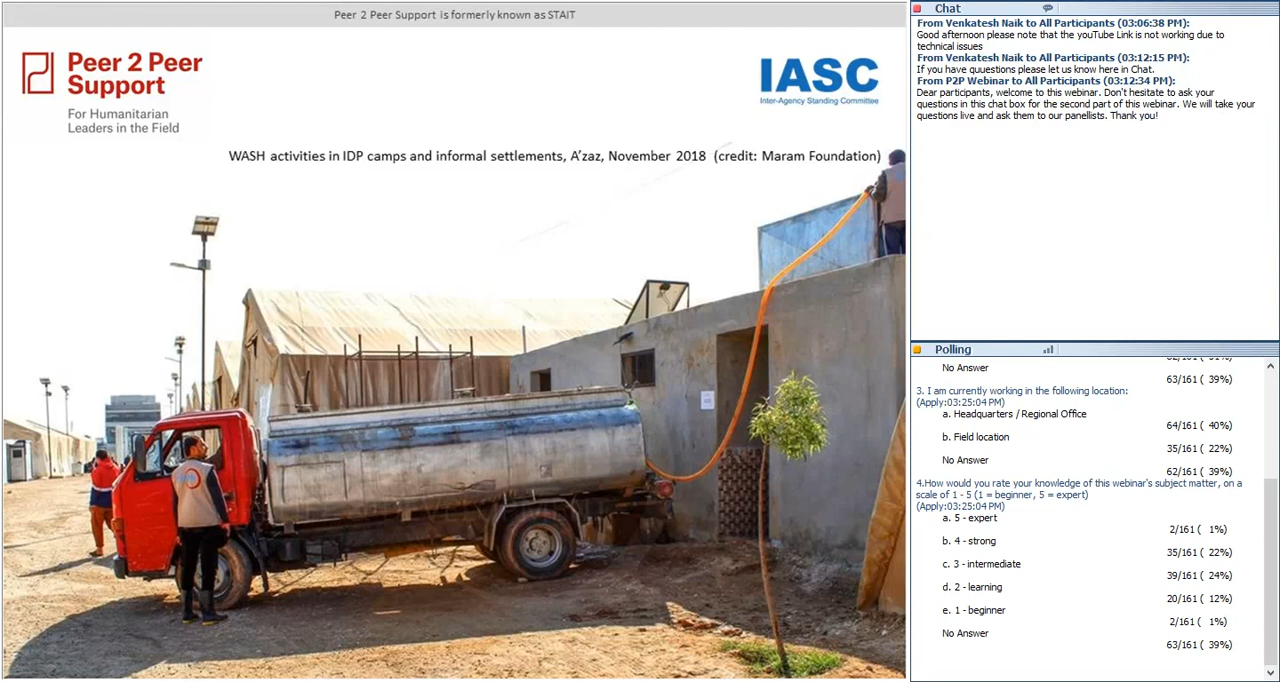 Peer 2 Peer Support is formerly known as STAIT
Peer 2 Peer
Support
For Humanitarian
Leaders in the Field
IASC
Inter-Agency Standing Committee
WASH activities in IDP camps and informal settlements, A’zaz, November 2018 (credit: Maram Foundation)
Chat
From Venkatesh Naik to All Participants (03:06:38 PM):
Good afternoon please note that the youTube Link is not working due to
technical issues
From Venkatesh Naik to All Participants (03:12:15 PM):
If you have quuestions please let us know here in Chat.
From P2P Webinar to All Participants (03:12:34 PM):
Dear participants, welcome to this webinar. Don't hesitate to ask your
questions in this chat box for the second part of this webinar. We will take your
questions live and ask them to our panellists. Thank you!
Polling
No Answer
63/161 ( 39%)
3. I am currently working in the following location:
(Apply:03:25:04 PM)
a. Headquarters / Regional Office
64/161 ( 40%)
b. Field location
35/161 ( 22%)
No Answer
62/161 ( 39%)
4.How would you rate your knowledge of this webinar's subject matter, on a
scale of 1 - 5 (1 = beginner, 5 = expert)
(Apply:03:25:04 PM)
a. 5 - expert
2/161 ( 1%)
b. 4 - strong
35/161 ( 22%)
c. 3 - intermediate
39/161 ( 24%)
d. 2 - learning
20/161 ( 12%)
e. 1 - beginner
2/161 ( 1%)
No Answer
63/161 ( 39%)